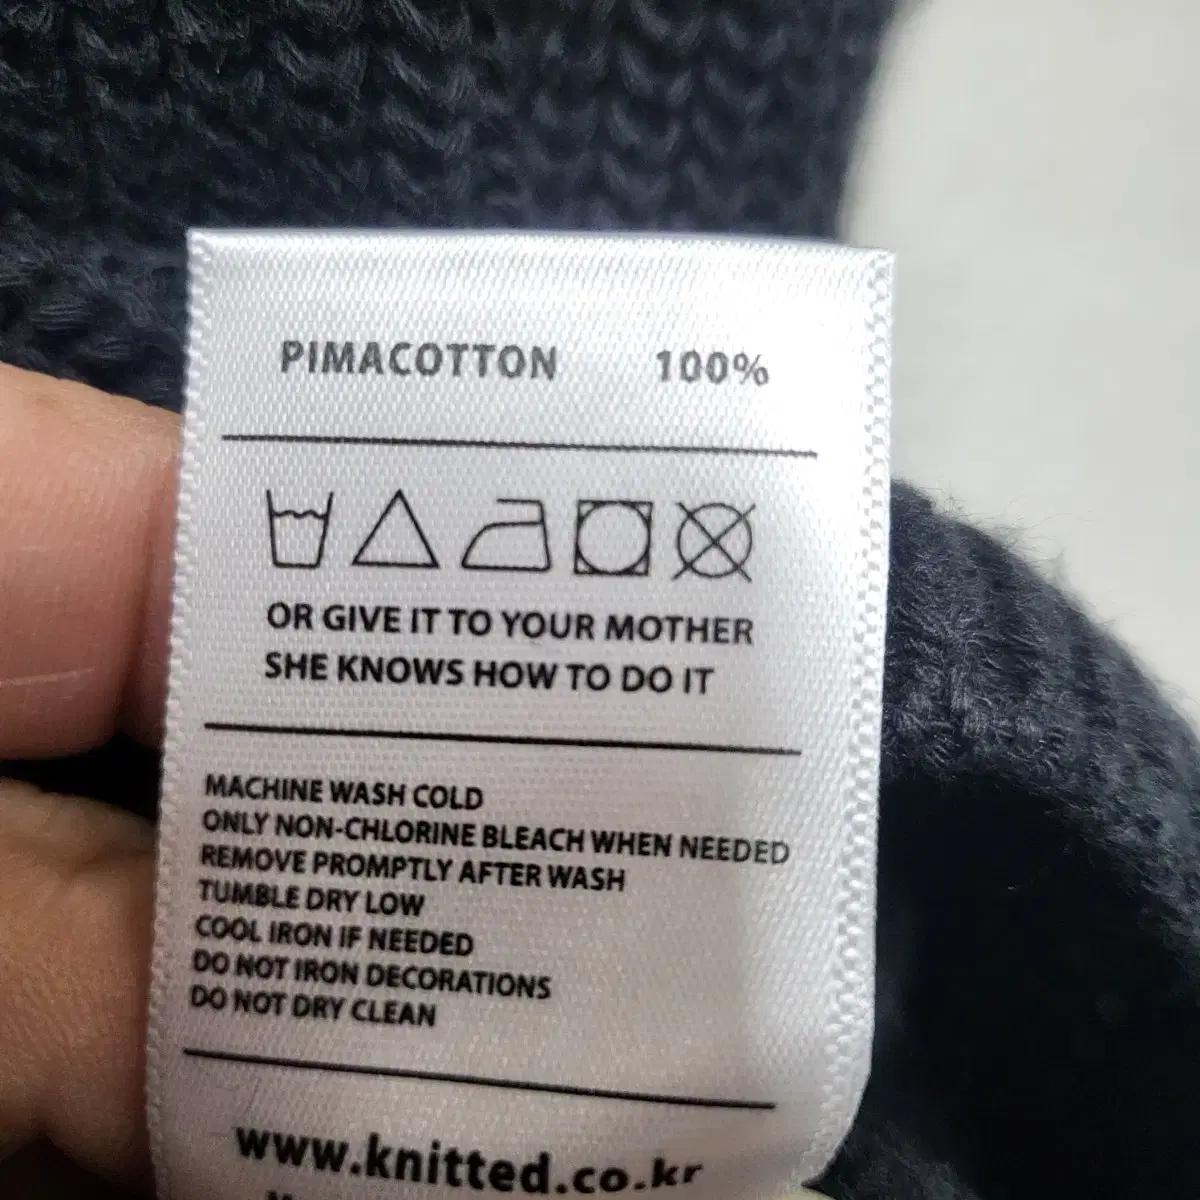 PIMACOTTON 100%
OR GIVE IT TO YOUR MOTHER
SHE KNOWS HOW TO DO IT
MACHINE WASH COLD
ONLY NON-CHLORINE BLEACH WHEN NEEDED
REMOVE PROMPTLY AFTER WASH
TUMBLE DRY LOW
COOL IRON IF NEEDED
DO NOT IRON DECORATIONS
DO NOT DRY CLEAN
www.knitted.co.kr